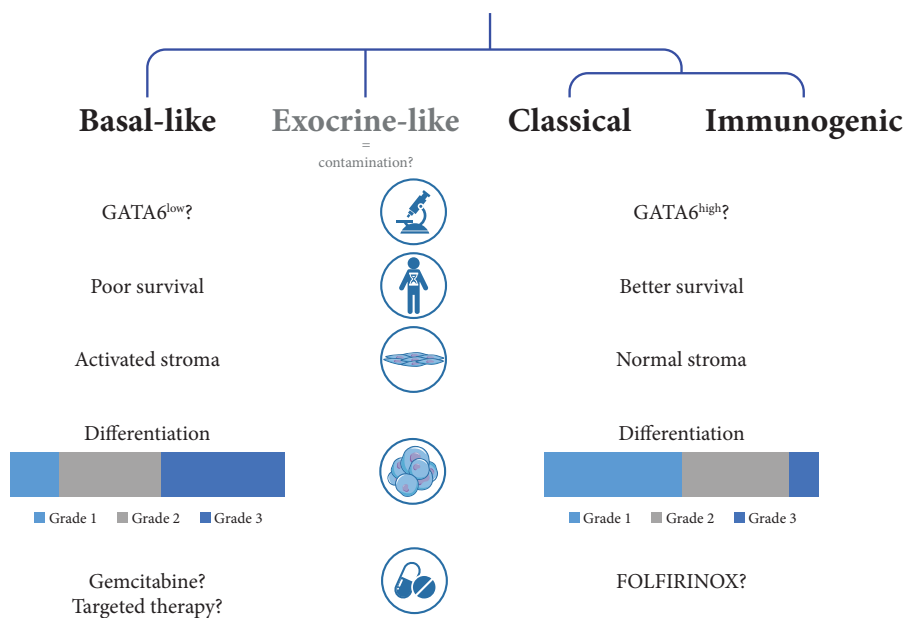 Basal-like
Exocrine-like
=
contamination?
Classical
Immunogenic
GATA6low?
GATA6high?
Poor survival
Better survival
Activated stroma
Normal stroma
Differentiation
Differentiation
Grade 1 Grade 2 Grade 3
Grade 1 Grade 2 Grade 3
Gemcitabine?
Targeted therapy?
FOLFIRINOX?